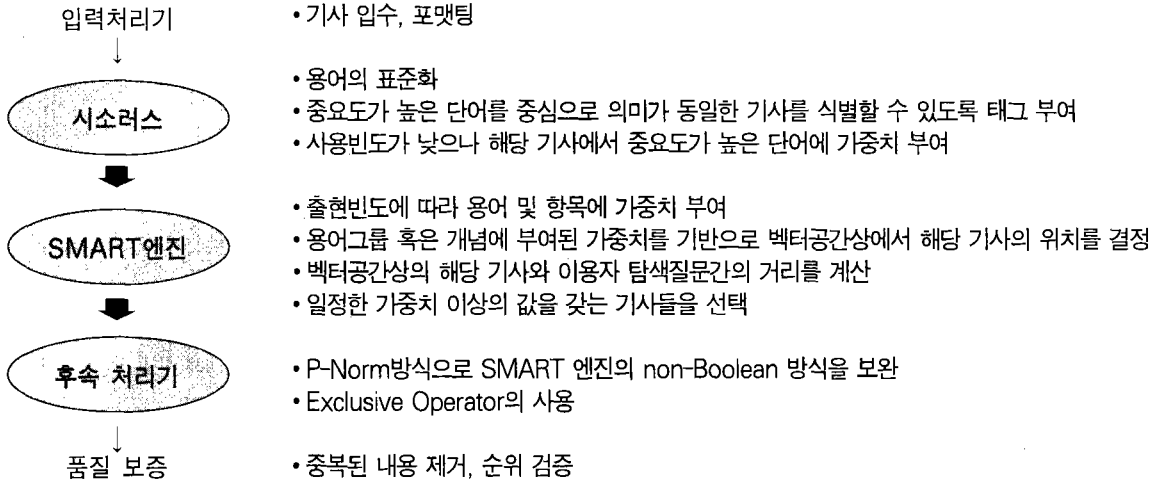 입력처리기
• 기사 입수, 포맷팅
시소러스
• 용어의 표준화
• 중요도가 높은 단어를 중심으로 의미가 동일한 기사를 식별할 수 있도록 태그 부여
• 사용빈도가 낮으나 해당 기사에서 중요도가 높은 단어에 가중치 부여
SMART엔진
• 출현빈도에 따라 용어 및 항목에 가중치 부여
• 용어그룹 혹은 개념에 부여된 가중치를 기반으로 벡터공간상에서 해당 기사의 위치를 결정
• 벡터공간상의 해당 기사와 이용자 탐색질문간의 거리를 계산
• 일정한 가중치 이상의 값을 갖는 기사들을 선택
후속 처리기
• P-Norm방식으로 SMART 엔진의 non-Boolean 방식을 보완
• Exclusive Operator의 사용
품질 보증
• 중복된 내용 제거, 순위 검증